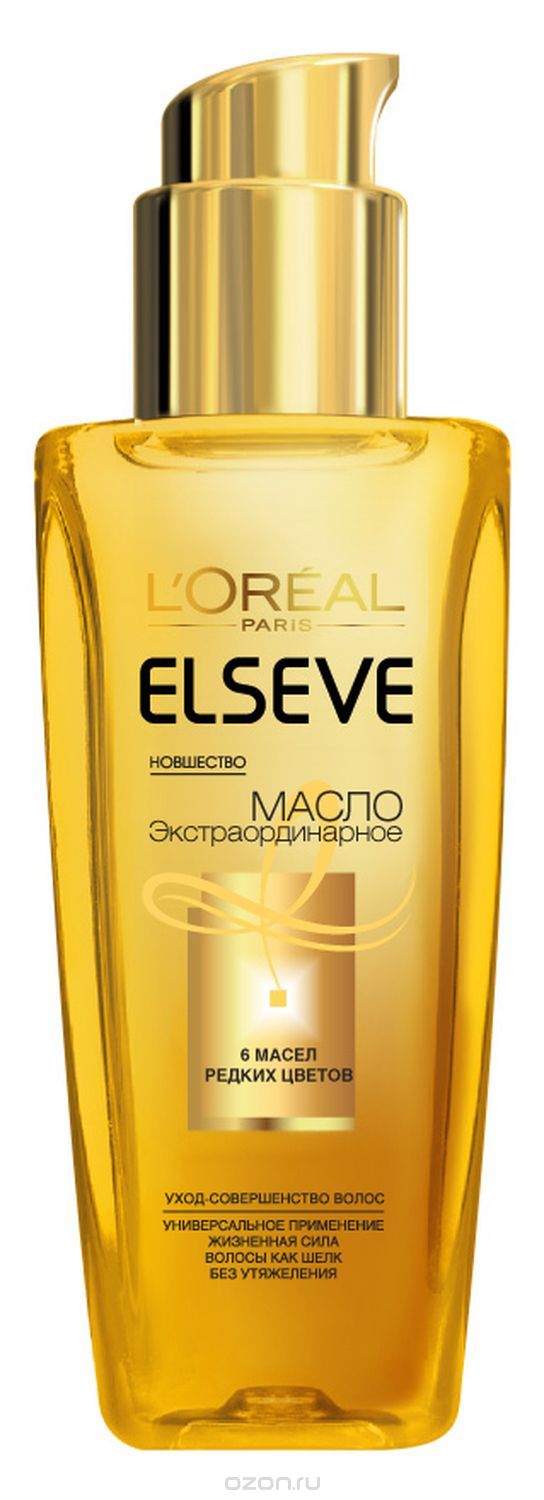 L'ORÉAL
PARIS
ELSEVE
НОВШЕСТВО
МАСЛО
Экстраординарное
6 МАСЕЛ
РЕДКИХ ЦВЕТОВ
УХОД-СОВЕРШЕНСТВО ВОЛОС
УНИВЕРСАЛЬНОЕ ПРИМЕНЕНИЕ
ЖИЗНЕННАЯ СИЛА
ВОЛОСЫ КАК ШЕЛК
БЕЗ УТЯЖЕЛЕНИЯ
ozon.ru